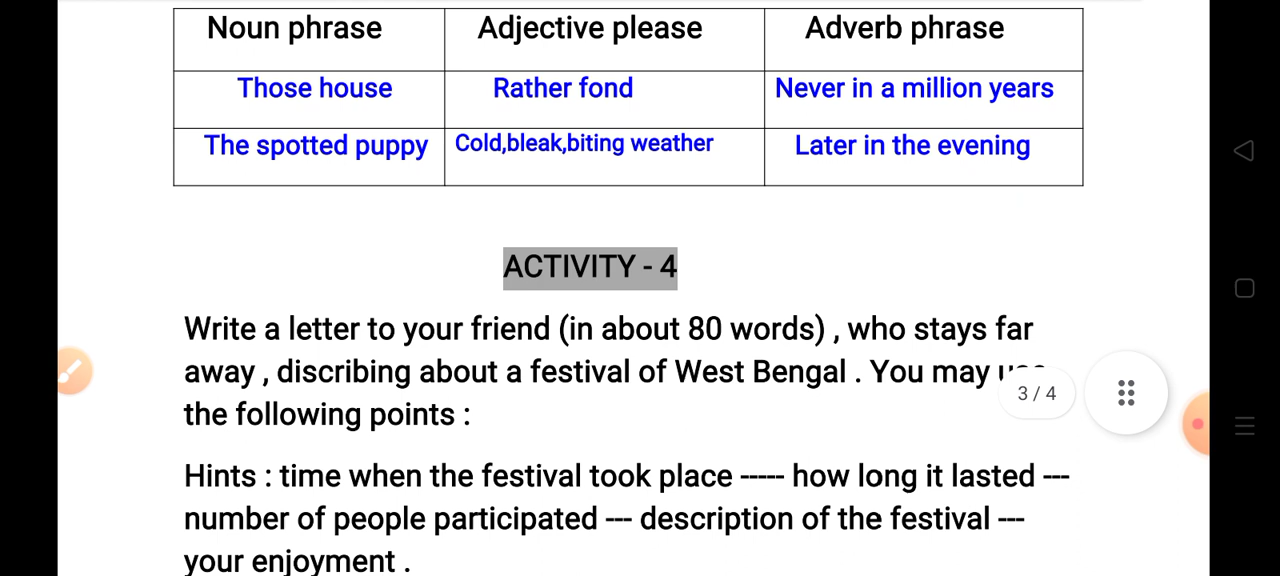 Noun phrase Adjective please Adverb phrase
Those house Rather fond Never in a million years
The spotted puppy Cold,bleak,biting weather Later in the evening
ACTIVITY - 4
Write a letter to your friend (in about 80 words) , who stays far
away , discribing about a festival of West Bengal . You may
the following points :
3 / 4
Hints : time when the festival took place ----- how long it lasted ---
number of people participated --- description of the festival ---
your enjoyment .